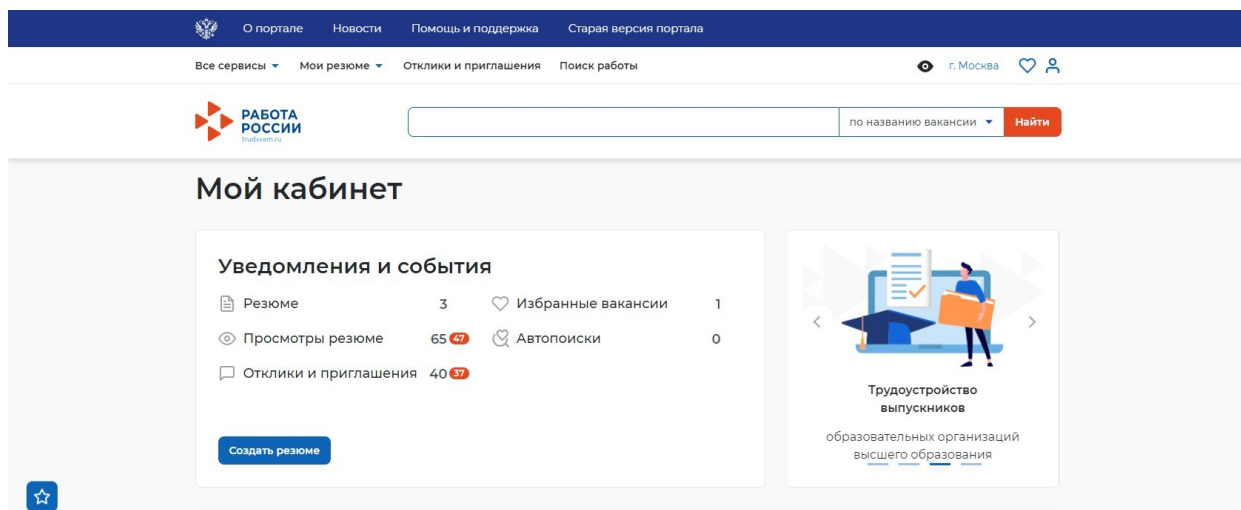 О портале Новости Помощь и поддержка Старая версия портала
Все сервисы Мои резюме Отклики и приглашения Поиск работы г. Москва
РАБОТА
РОССИИ
trudvsem.ru
по названию вакансии Найти
Мой кабинет
Уведомления и события
Резюме 3 Избранные вакансии 1
Просмотры резюме 65 47 Автопоиски 0
Отклики и приглашения 40 37
Создать резюме
Трудоустройство
выпускников
образовательных организаций
высшего образования